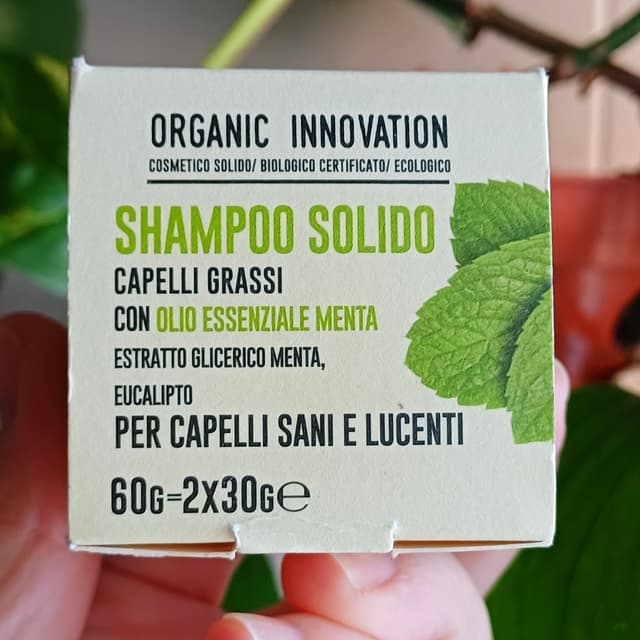 ORGANIC INNOVATION
COSMETICO SOLIDO/ BIOLOGICO CERTIFICATO/ ECOLOGICO
SHAMPOO SOLIDO
CAPELLI GRASSI
CON OLIO ESSENZIALE MENTA
ESTRATTO GLICERICO MENTA,
EUCALIPTO
PER CAPELLI SANI E LUCENTI
60G=2X30G℮